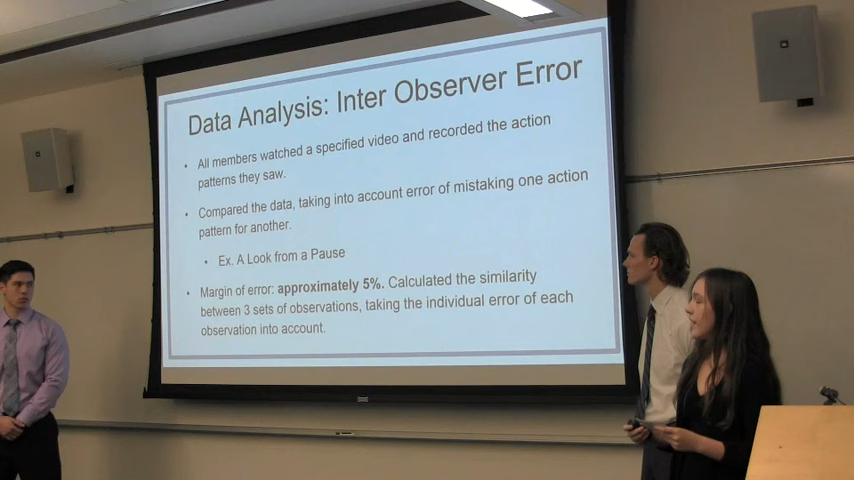 Data Analysis: Inter Observer Error
• All members watched a specified video and recorded the action
patterns they saw.
• Compared the data, taking into account error of mistaking one action
pattern for another.
• Ex. A Look from a Pause
• Margin of error: approximately 5%. Calculated the similarity
between 3 sets of observations, taking the individual error of each
observation into account.